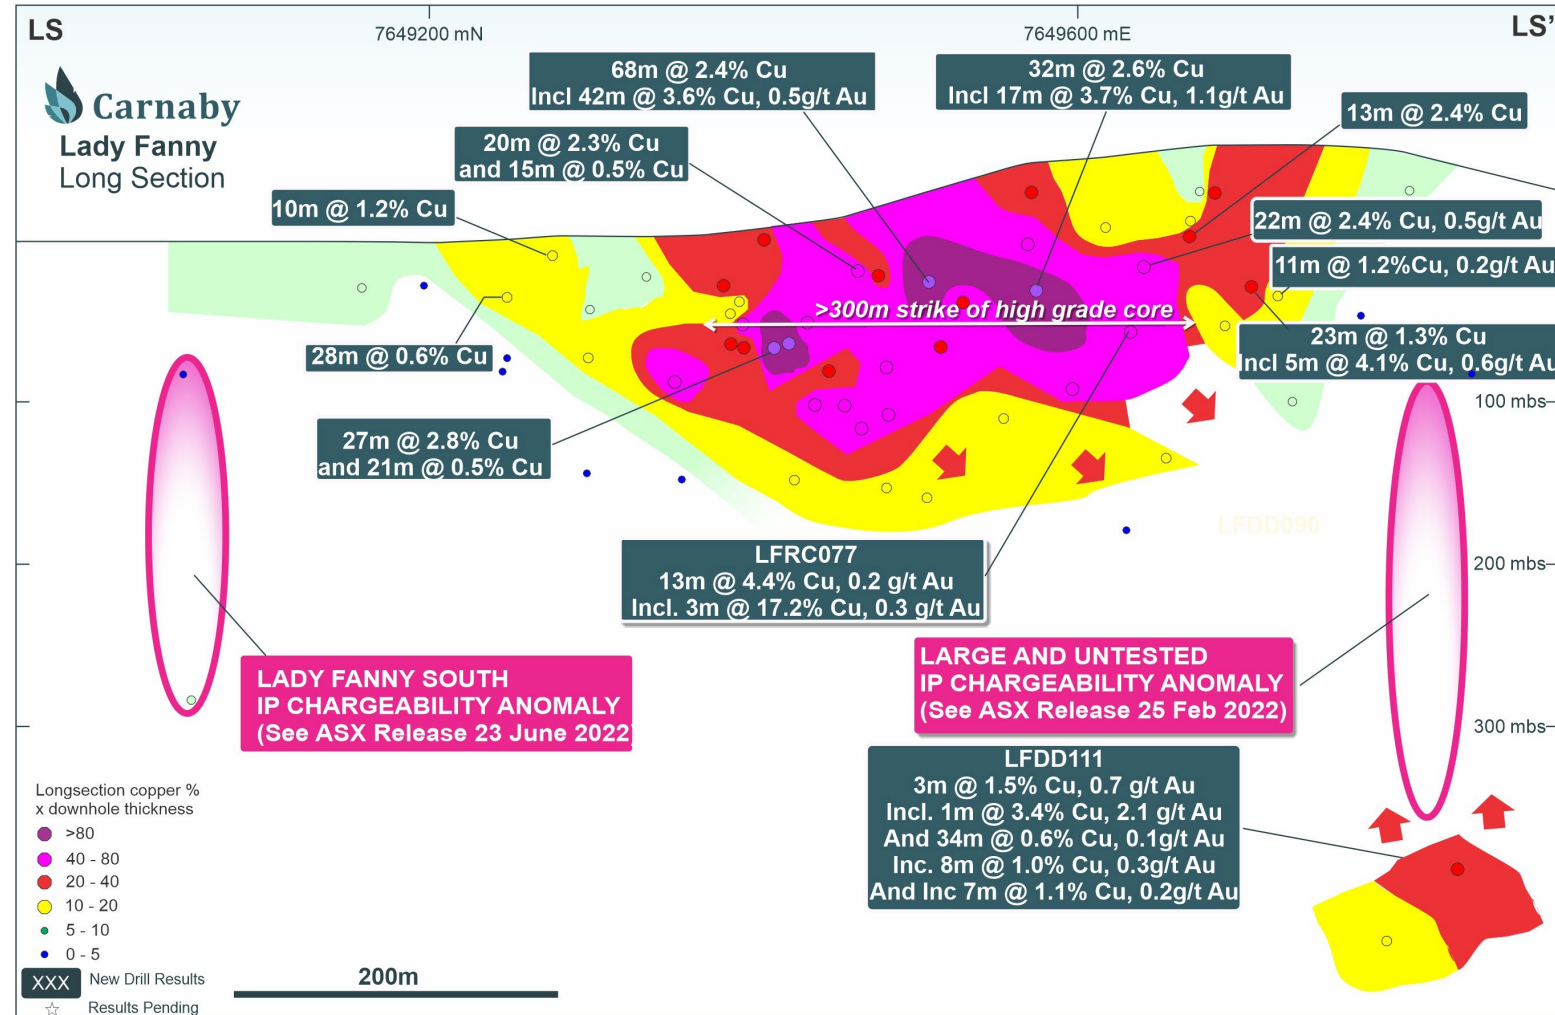 LS
7649200 mN
7649600 mE
LS'
Carnaby
Lady Fanny
Long Section
68m @ 2.4% Cu
Incl 42m @ 3.6% Cu, 0.5g/t Au
32m @ 2.6% Cu
Incl 17m @ 3.7% Cu, 1.1g/t Au
13m @ 2.4% Cu
20m @ 2.3% Cu
and 15m @ 0.5% Cu
10m @ 1.2% Cu
22m @ 2.4% Cu, 0.5g/t Au
11m @ 1.2%Cu, 0.2g/t Au
>300m strike of high grade core
28m @ 0.6% Cu
23m @ 1.3% Cu
Incl 5m @ 4.1% Cu, 0.6g/t Au
100 mbs
27m @ 2.8% Cu
and 21m @ 0.5% Cu
LFDD090
LFRC077
13m @ 4.4% Cu, 0.2 g/t Au
Incl. 3m @ 17.2% Cu, 0.3 g/t Au
200 mbs
LADY FANNY SOUTH
IP CHARGEABILITY ANOMALY
(See ASX Release 23 June 2022)
LARGE AND UNTESTED
IP CHARGEABILITY ANOMALY
(See ASX Release 25 Feb 2022)
300 mbs
LFDD111
3m @ 1.5% Cu, 0.7 g/t Au
Incl. 1m @ 3.4% Cu, 2.1 g/t Au
And 34m @ 0.6% Cu, 0.1g/t Au
Inc. 8m @ 1.0% Cu, 0.3g/t Au
And Inc 7m @ 1.1% Cu, 0.2g/t Au
Longsection copper %
x downhole thickness
>80
40 - 80
20 - 40
10 - 20
5 - 10
0 - 5
XXX New Drill Results
Results Pending
200m